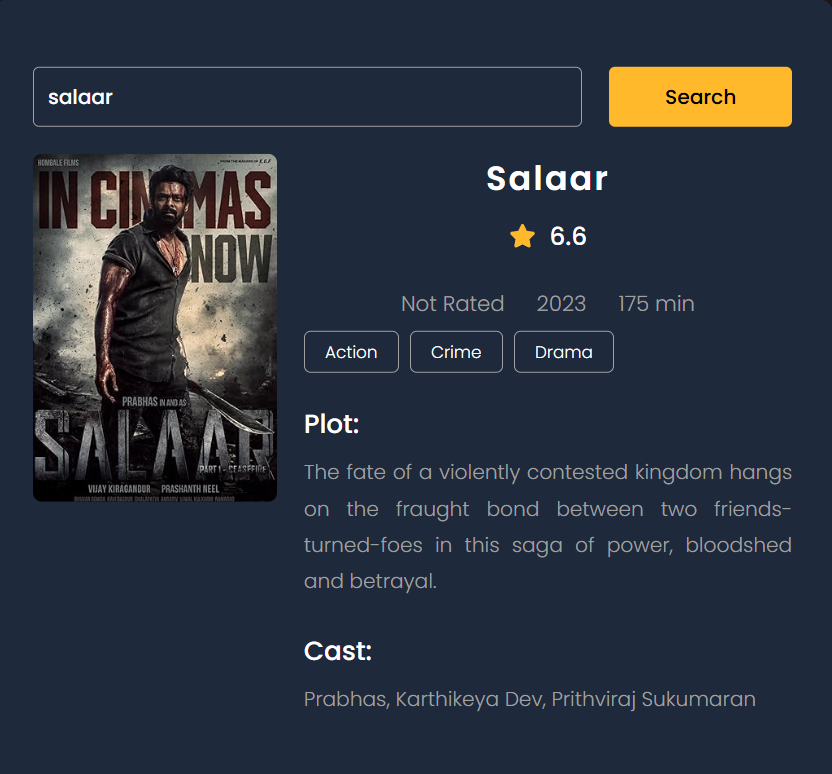 salaar
Search
HOMBALE FILMS
FROM THE MAKERS OF K.G.F
IN CINEMAS
NOW
PRABHAS IN AND AS
SALAAR
PART 1 - CEASEFIRE
VIJAY KIRAGANDUR PRASHANTH NEEL
Salaar
6.6
Not Rated 2023 175 min
Action Crime Drama
Plot:
The fate of a violently contested kingdom hangs
on the fraught bond between two friends-
turned-foes in this saga of power, bloodshed
and betrayal.
Cast:
Prabhas, Karthikeya Dev, Prithviraj Sukumaran